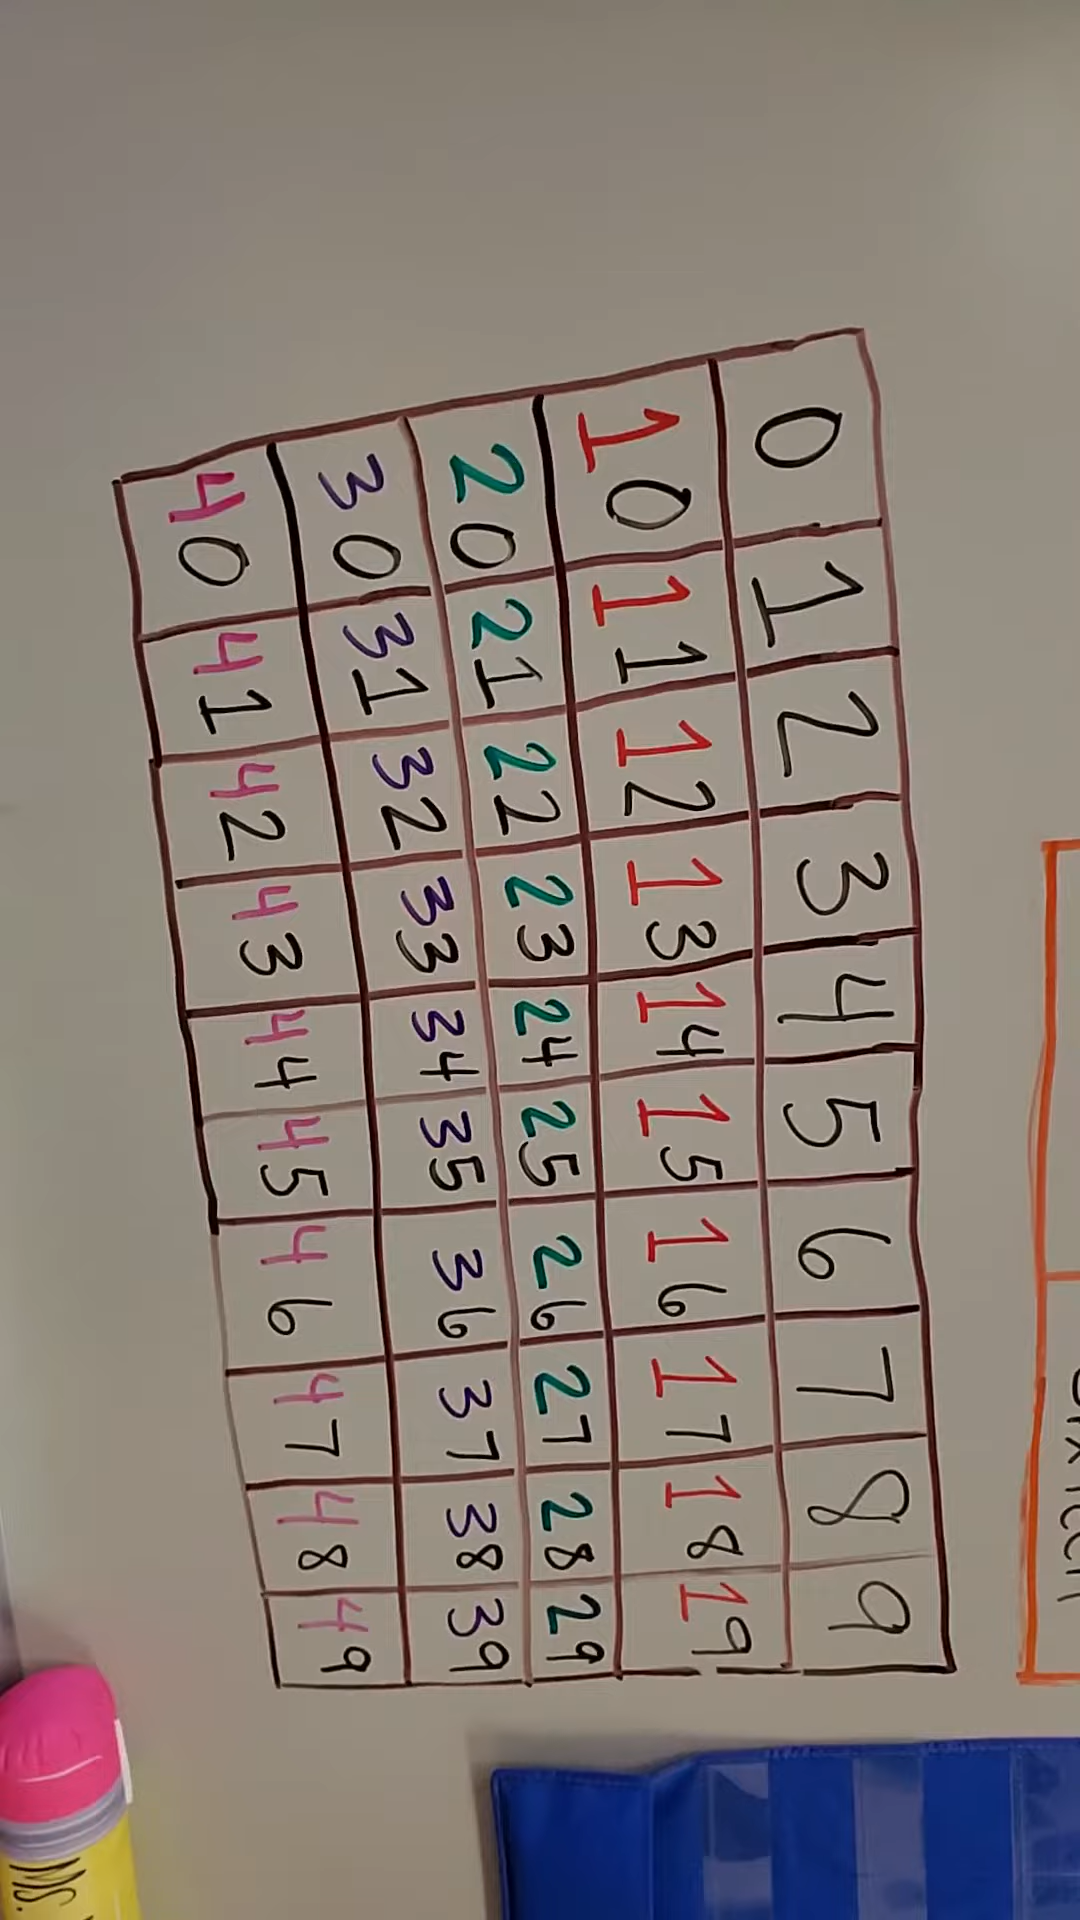 0 1 2 3 4 5 6 7 8 9
10 11 12 13 14 15 16 17 18 19
20 21 22 23 24 25 26 27 28 29
30 31 32 33 34 35 36 37 38 39
40 41 42 43 44 45 46 47 48 49
Ms.